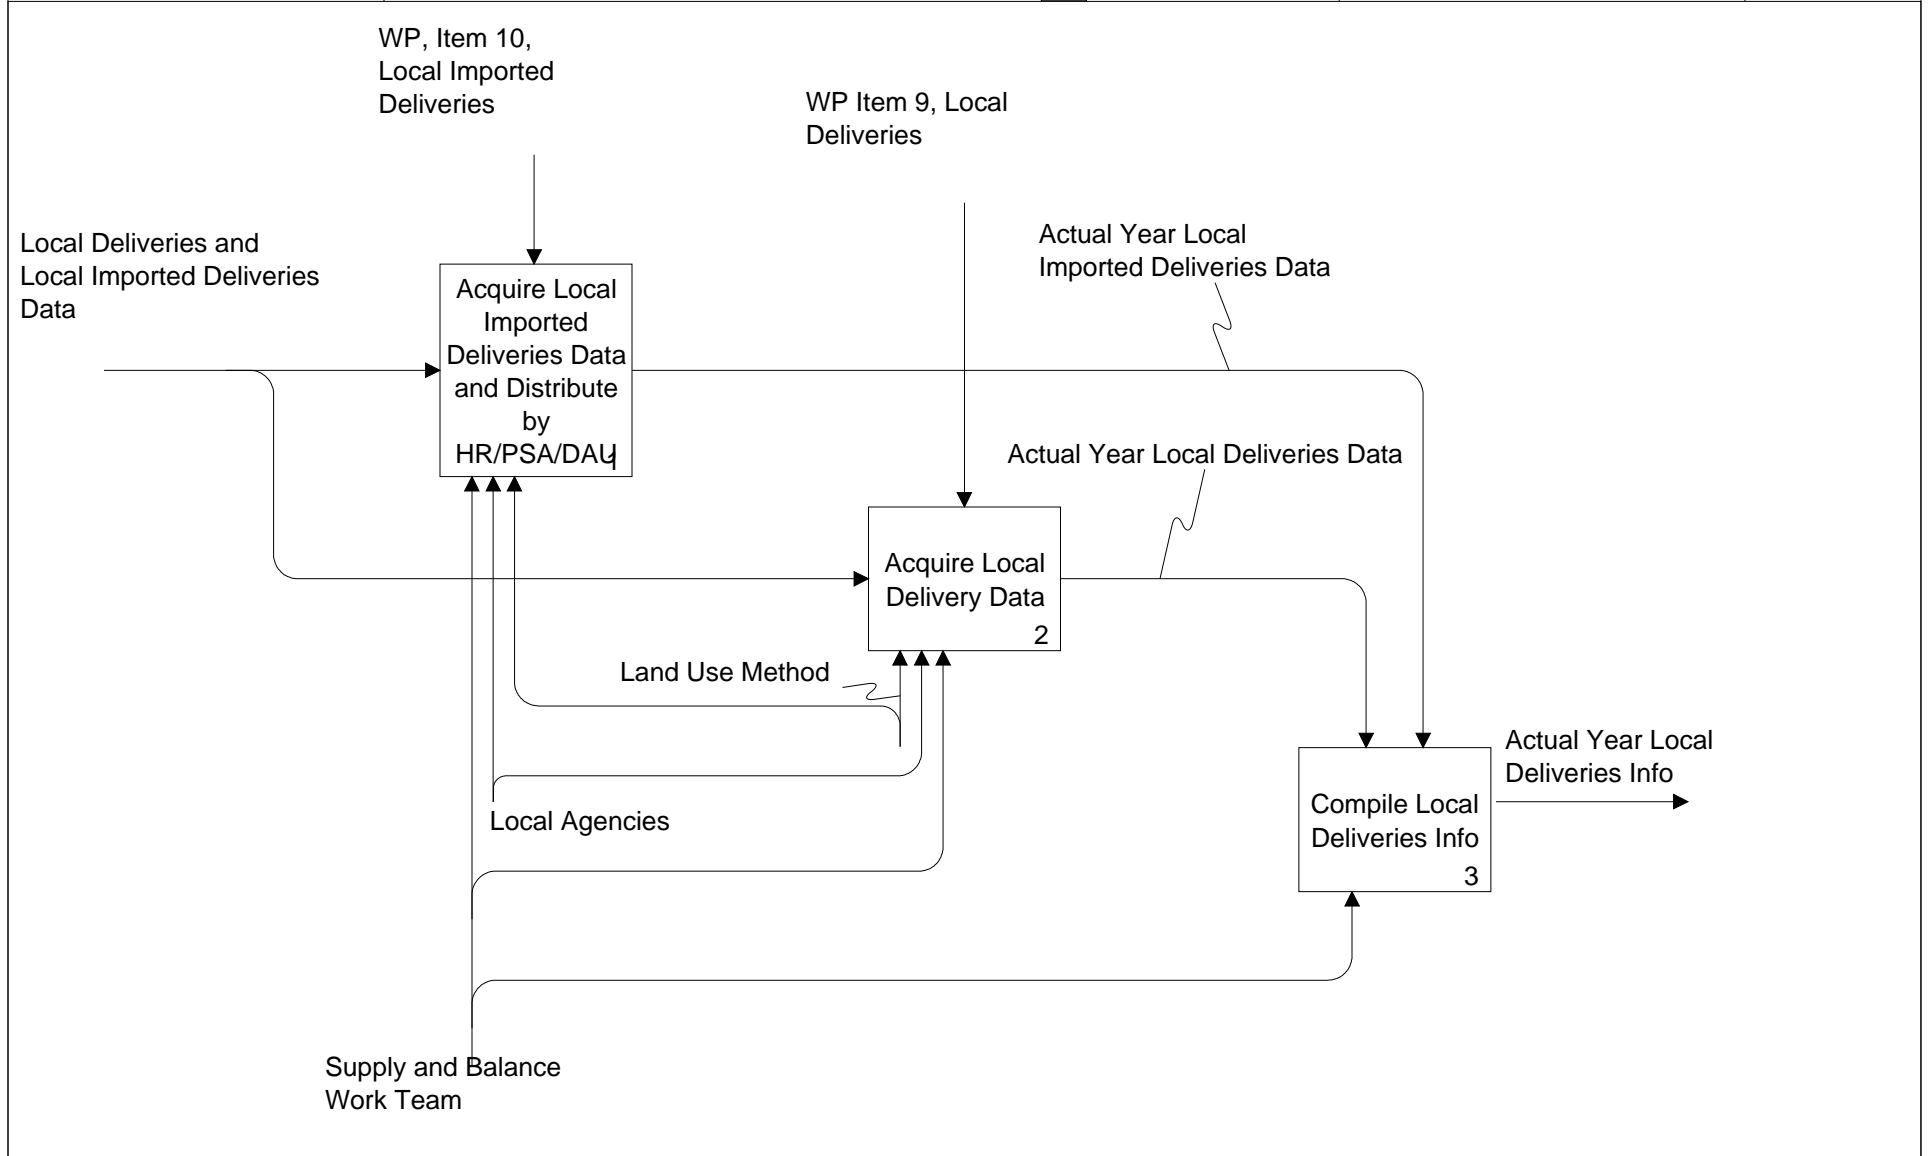 WP, Item 10,
Local Imported
Deliveries
WP Item 9, Local
Deliveries
Local Deliveries and
Local Imported Deliveries
Data
Actual Year Local
Imported Deliveries Data
Acquire Local
Imported
Deliveries Data
and Distribute
by
HR/PSA/DAU
1
Actual Year Local Deliveries Data
Acquire Local
Delivery Data
2
Land Use Method
Actual Year Local
Deliveries Info
Compile Local
Deliveries Info
3
Local Agencies
Supply and Balance
Work Team